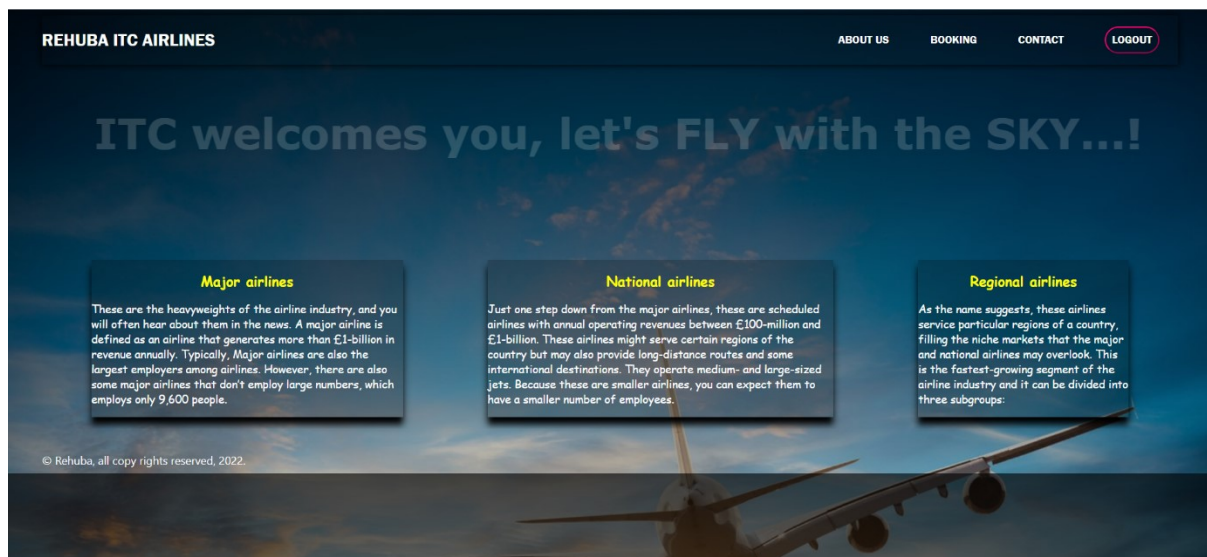 REHUBA ITC AIRLINES
ABOUT US
BOOKING
CONTACT
LOGOUT
ITC welcomes you, let's FLY with the SKY...!
Major airlines
These are the heavyweights of the airline industry, and you
will often hear about them in the news. A major airline is
defined as an airline that generates more than £1-billion in
revenue annually. Typically, Major airlines are also the
largest employers among airlines. However, there are also
some major airlines that don't employ large numbers, which
employs only 9,600 people.
National airlines
Just one step down from the major airlines, these are scheduled
airlines with annual operating revenues between £100-million and
£1-billion. These airlines might serve certain regions of the
country but may also provide long-distance routes and some
international destinations. They operate medium- and large-sized
jets. Because these are smaller airlines, you can expect them to
have a smaller number of employees.
Regional airlines
As the name suggests, these airlines
service particular regions of a country,
filling the niche markets that the major
and national airlines may overlook. This
is the fastest-growing segment of the
airline industry and it can be divided into
three subgroups:
© Rehuba, all copy rights reserved, 2022.